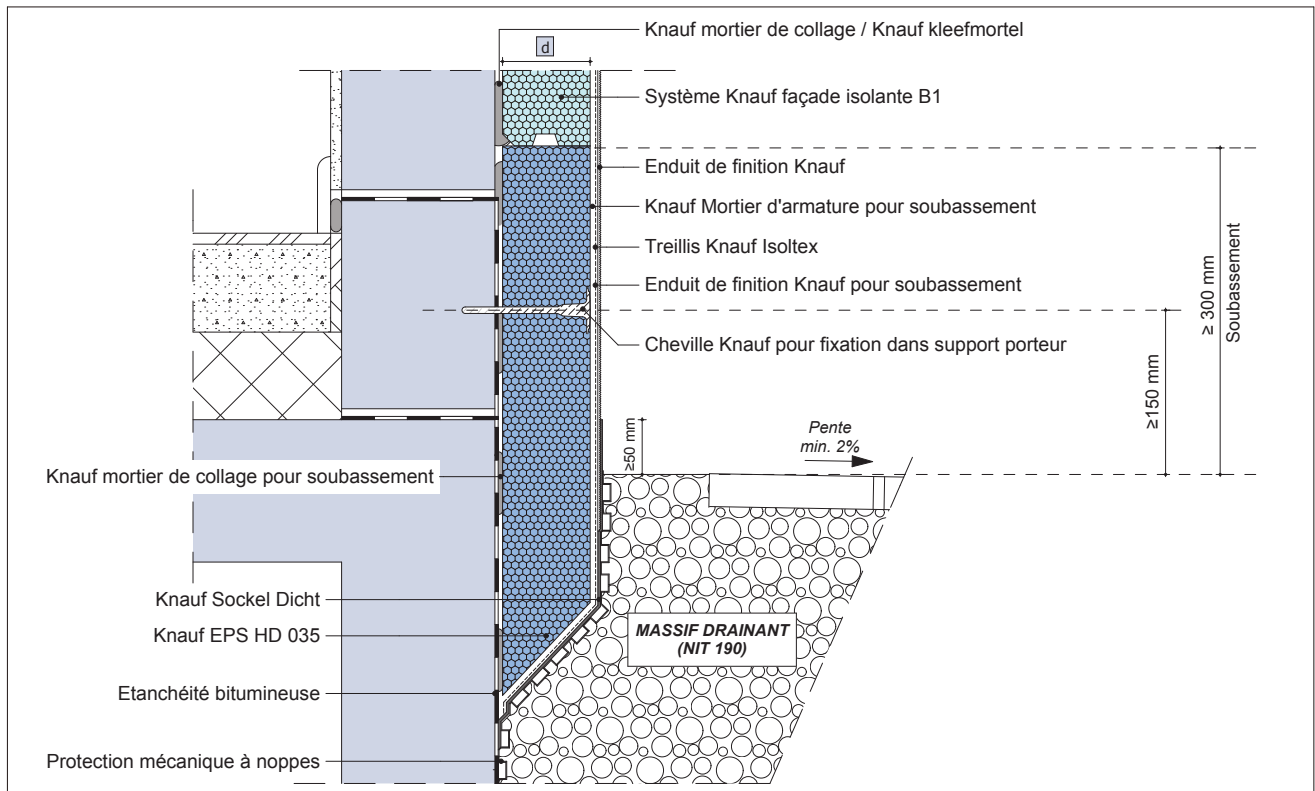 Knauf mortier de collage / Knauf kleefmortel
d
Système Knauf façade isolante B1
Enduit de finition Knauf
Knauf Mortier d'armature pour soubassement
Treillis Knauf Isoltex
Enduit de finition Knauf pour soubassement
Cheville Knauf pour fixation dans support porteur
≥ 300 mm
Soubassement
≥150 mm
≥50 mm
Pente
min. 2%
Knauf mortier de collage pour soubassement
Knauf Sockel Dicht
Knauf EPS HD 035
MASSIF DRAINANT
(NIT 190)
Etanchéité bitumineuse
Protection mécanique à noppes